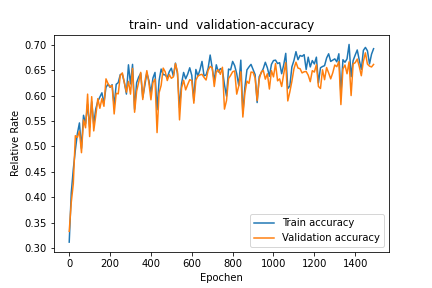 train- und  validation-accuracy
0.70
0.65
0.60
0.55
0.50
0.45
0.40
0.35
0.30
Relative Rate
0 200 400 600 800 1000 1200 1400
Epochen
Train accuracy
Validation accuracy